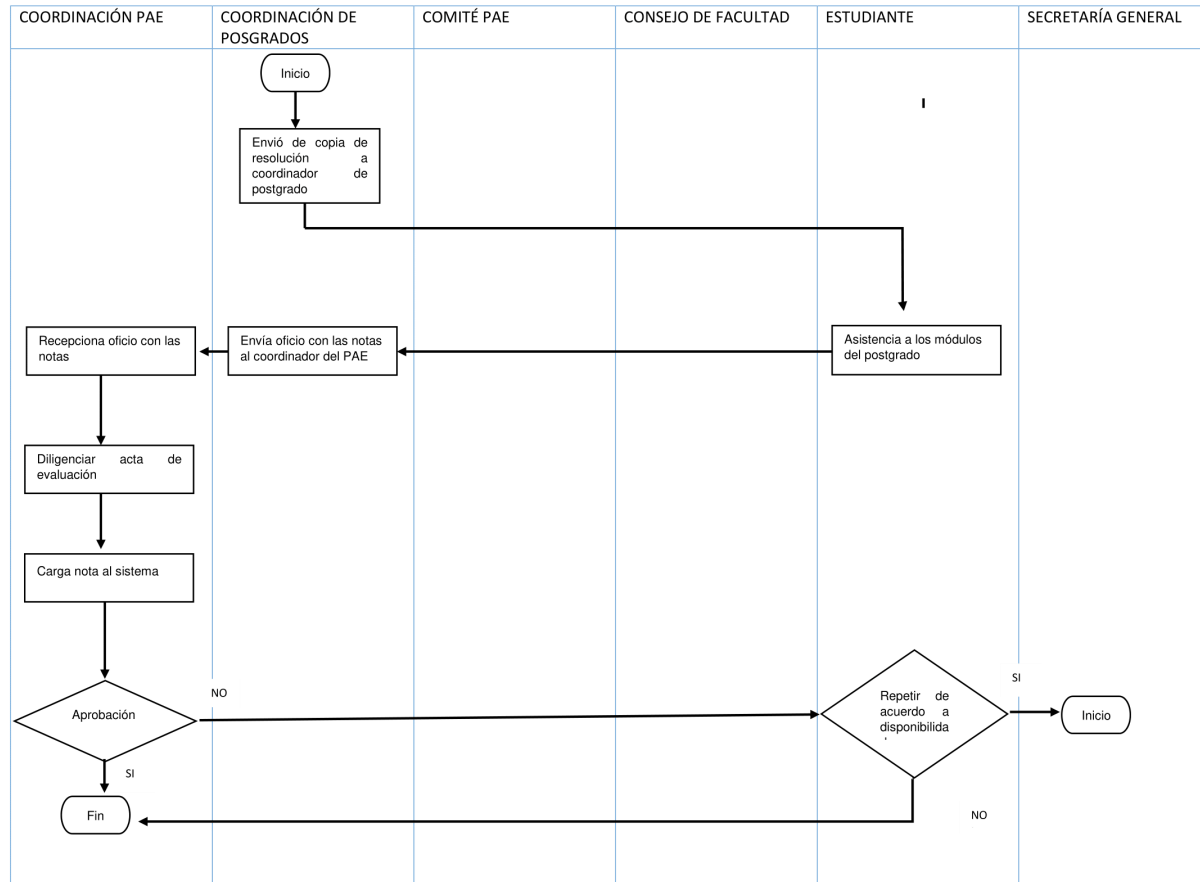 COORDINACIÓN PAE
COORDINACIÓN DE
POSGRADOS
COMITÉ PAE
CONSEJO DE FACULTAD
ESTUDIANTE
SECRETARÍA GENERAL
Inicio
I
Envió de copia de
resolución a
coordinador de
postgrado
Recepciona oficio con las
notas
Envía oficio con las notas
al coordinador del PAE
Asistencia a los módulos
del postgrado
Diligenciar acta de
evaluación
Carga nota al sistema
Aprobación
NO
SI
Repetir de
acuerdo a
disponibilida
SI
Inicio
Fin
NO